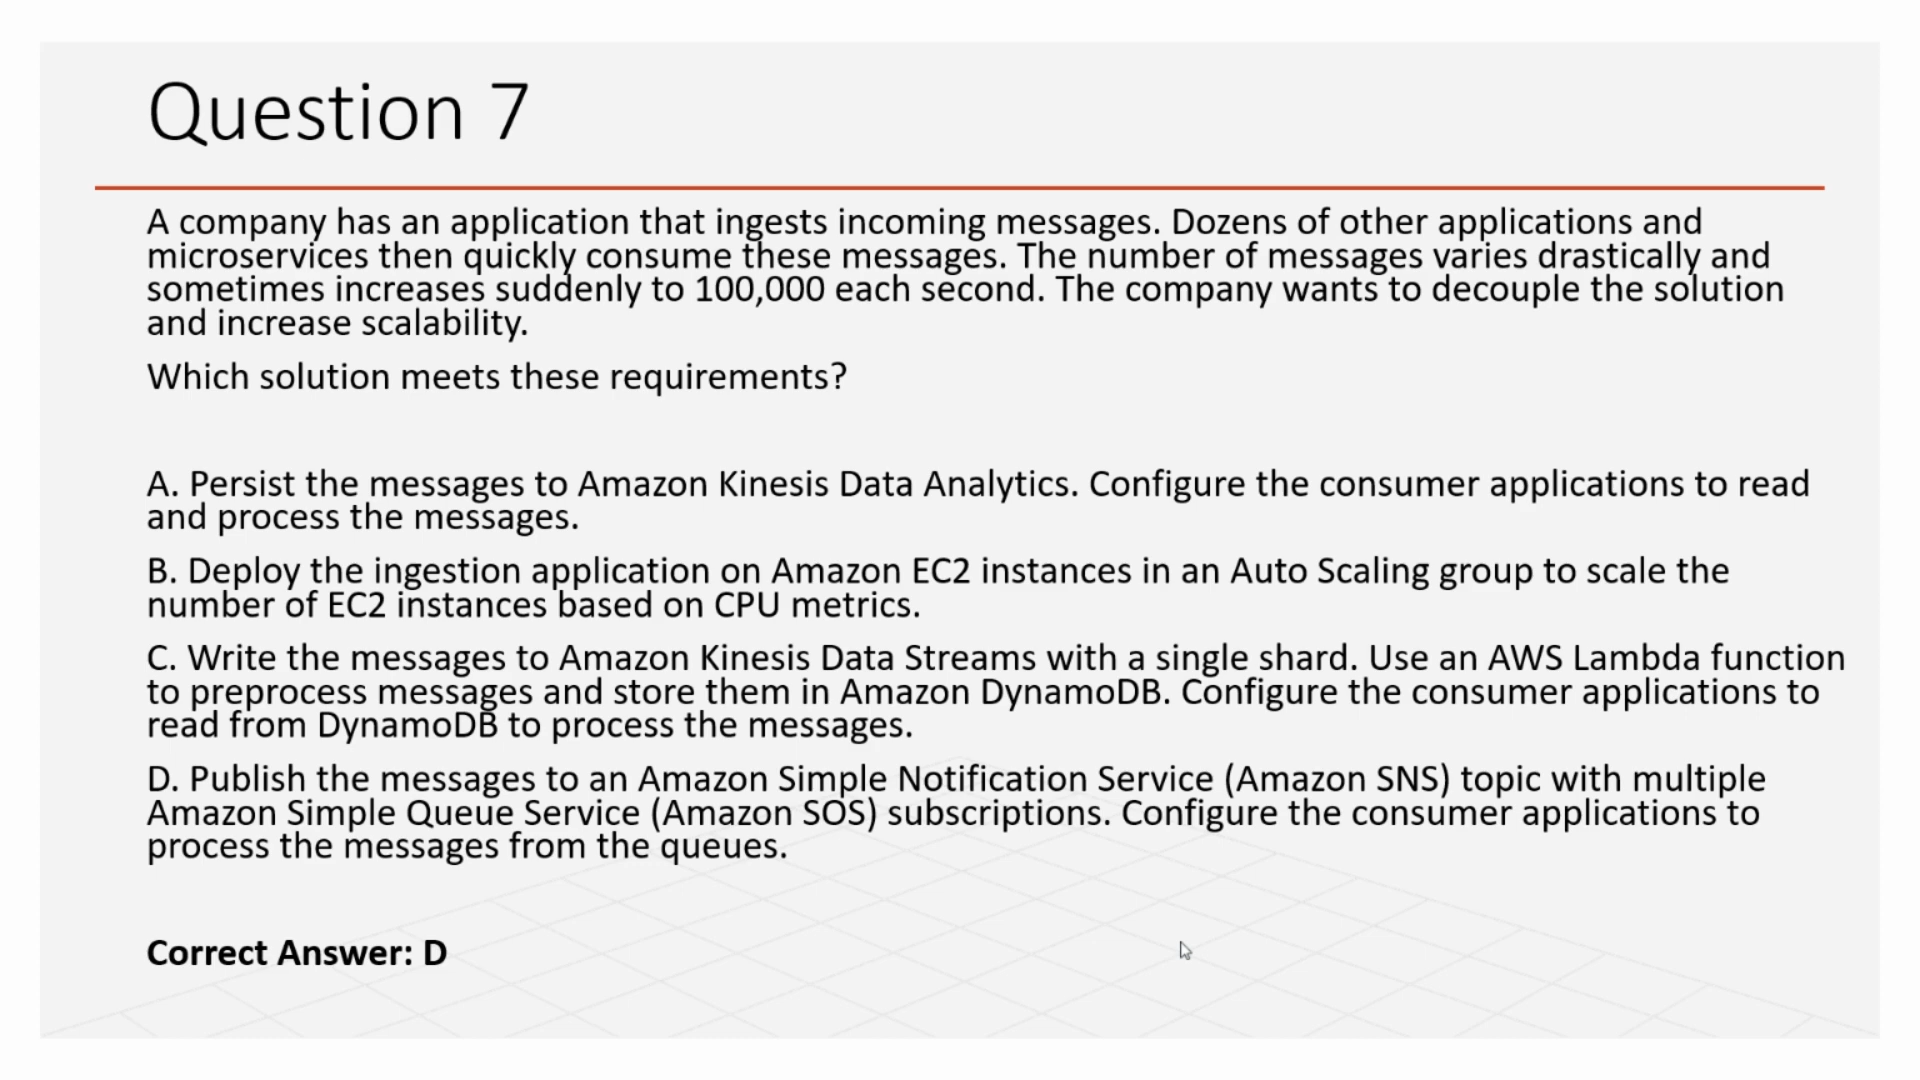 Question 7
A company has an application that ingests incoming messages. Dozens of other applications and
microservices then quickly consume these messages. The number of messages varies drastically and
sometimes increases suddenly to 100,000 each second. The company wants to decouple the solution
and increase scalability.
Which solution meets these requirements?
A. Persist the messages to Amazon Kinesis Data Analytics. Configure the consumer applications to read
and process the messages.
B. Deploy the ingestion application on Amazon EC2 instances in an Auto Scaling group to scale the
number of EC2 instances based on CPU metrics.
C. Write the messages to Amazon Kinesis Data Streams with a single shard. Use an AWS Lambda function
to preprocess messages and store them in Amazon DynamoDB. Configure the consumer applications to
read from DynamoDB to process the messages.
D. Publish the messages to an Amazon Simple Notification Service (Amazon SNS) topic with multiple
Amazon Simple Queue Service (Amazon SOS) subscriptions. Configure the consumer applications to
process the messages from the queues.
Correct Answer: D